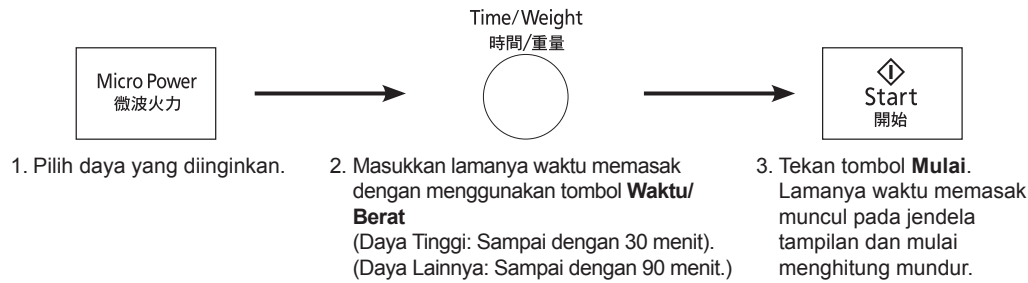 Time/Weight
時間/重量
Micro Power
微波火力
Start
開始
1. Pilih daya yang diinginkan.
2. Masukkan lamanya waktu memasak
dengan menggunakan tombol Waktu/
Berat
(Daya Tinggi: Sampai dengan 30 menit).
(Daya Lainnya: Sampai dengan 90 menit.)
3. Tekan tombol Mulai.
Lamanya waktu memasak
muncul pada jendela
tampilan dan mulai
menghitung mundur.